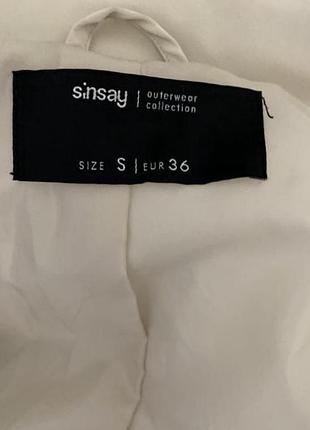 sinsay | outerwear
collection
SIZE S | EUR 36